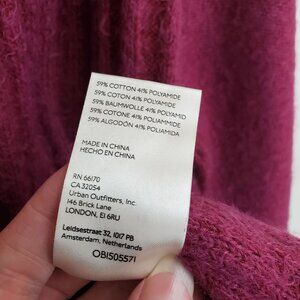 59% COTTON 41% POLYAMIDE
59% COTON 41% POLYAMID
59% BAUMWOLLE 41% POLYAMID
59% COTONE 41% POLIAMMIDE
59% ALGODÓN 41% POLIAMIDA
MADE IN CHINA
HECHO EN CHINA
RN 66170
CA 32054
Urban Outfitters, Inc.
146 Brick Lane
LONDON, E1 6RU
Leidsestraat 32, 1017 PB
Amsterdam, Netherlands
OB1505571